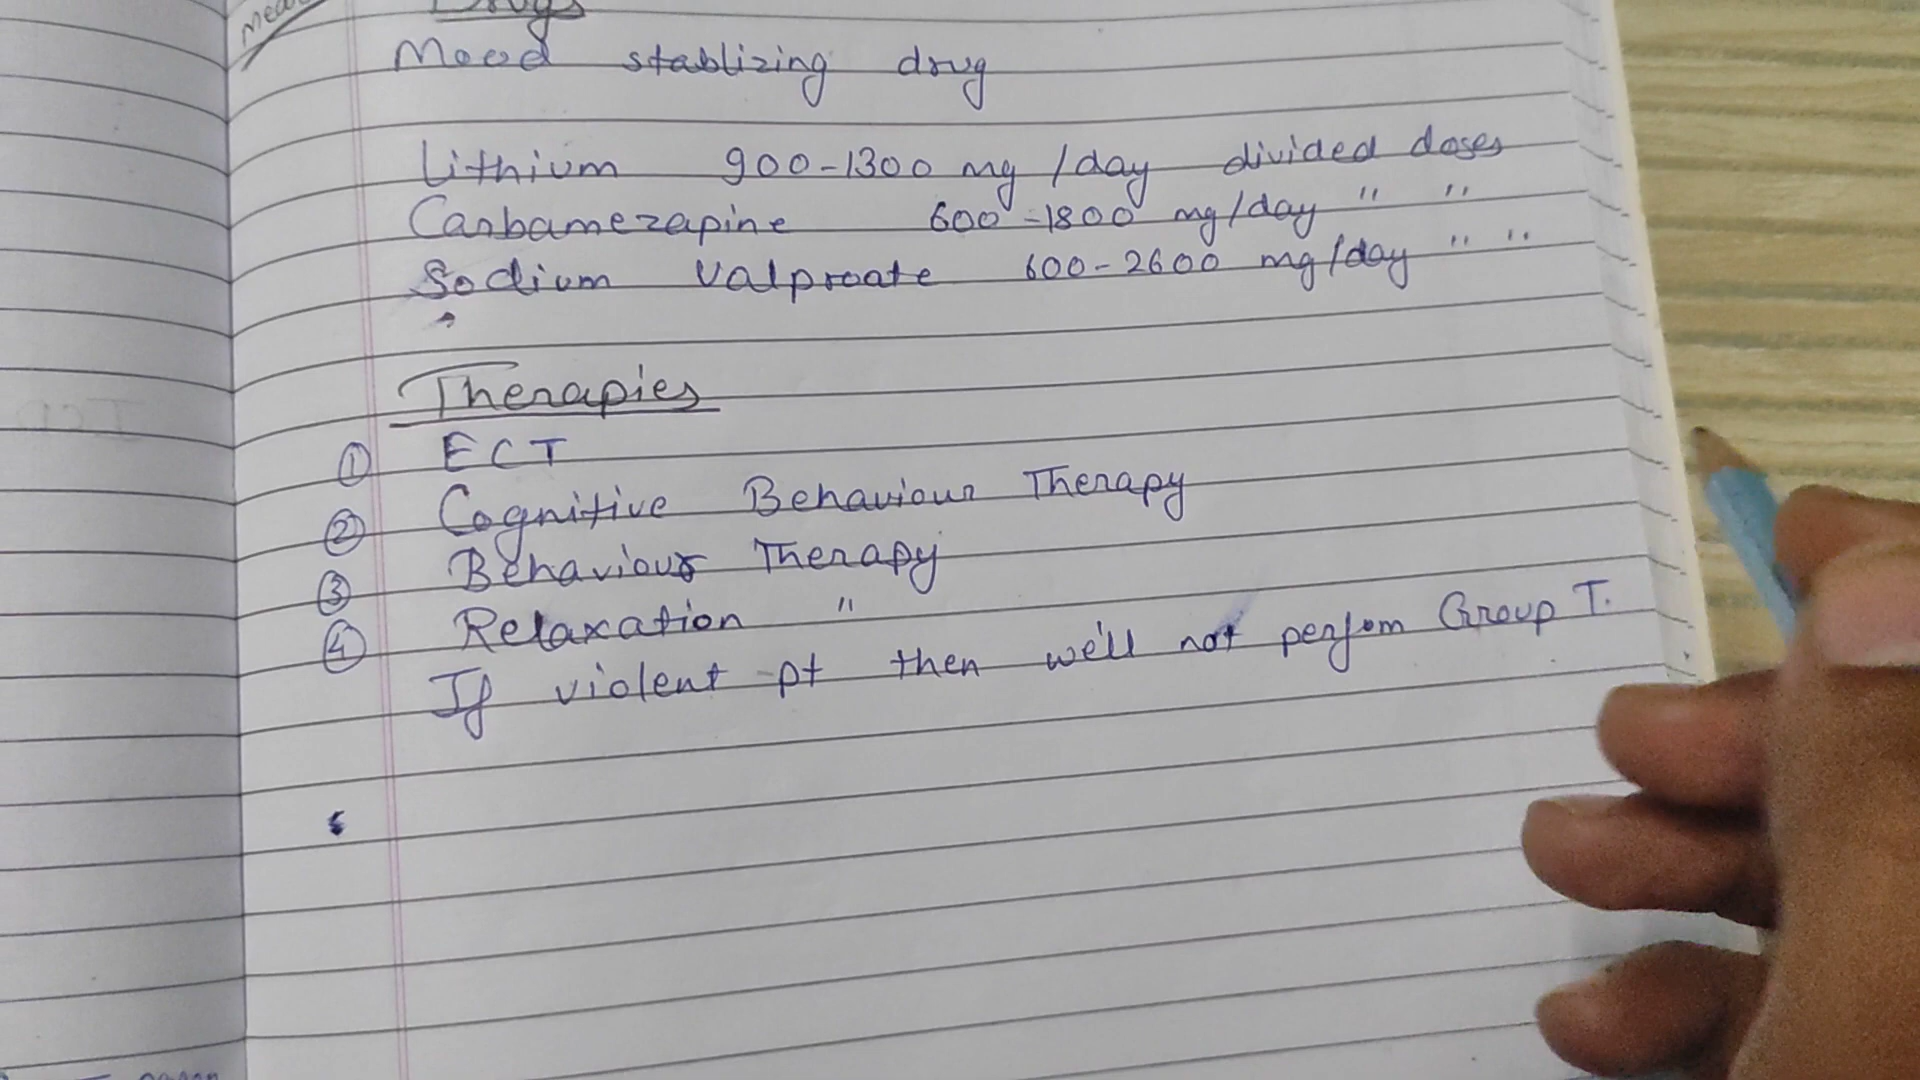 Drugs
Mood stablizing drug
Lithium 900-1300 mg /day divided doses
Carbamezapine 600-1800 mg/day " "
Sodium Valproate 600-2600 mg/day " "
Therapies
① ECT
② Cognitive Behaviour Therapy
③ Behaviour Therapy
④ Relaxation "
If violent pt then we'll not perfom Group T.